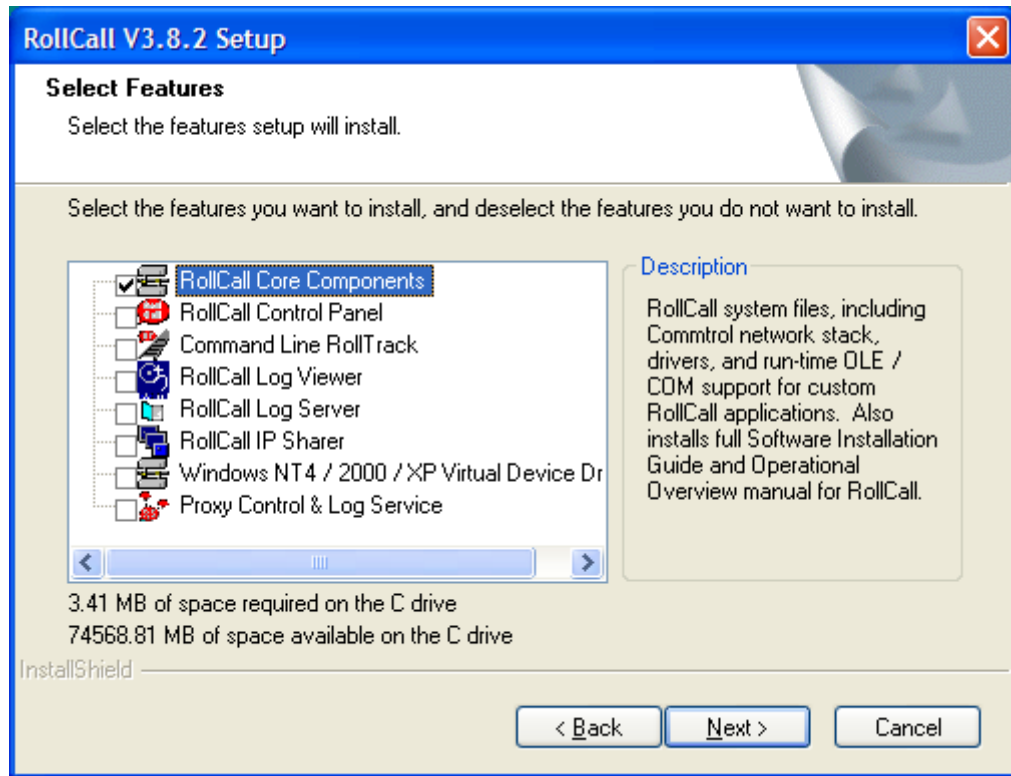 RollCall V3.8.2 Setup
Select Features
Select the features setup will install.
Select the features you want to install, and deselect the features you do not want to install.
RollCall Core Components
RollCall Control Panel
Command Line RollTrack
RollCall Log Viewer
RollCall Log Server
RollCall IP Sharer
Windows NT4 / 2000 / XP Virtual Device Dr
Proxy Control & Log Service
Description
RollCall system files, including
Commtrol network stack,
drivers, and run-time OLE /
COM support for custom
RollCall applications. Also
installs full Software Installation
Guide and Operational
Overview manual for RollCall.
3.41 MB of space required on the C drive
74568.81 MB of space available on the C drive
InstallShield
< Back
Next >
Cancel